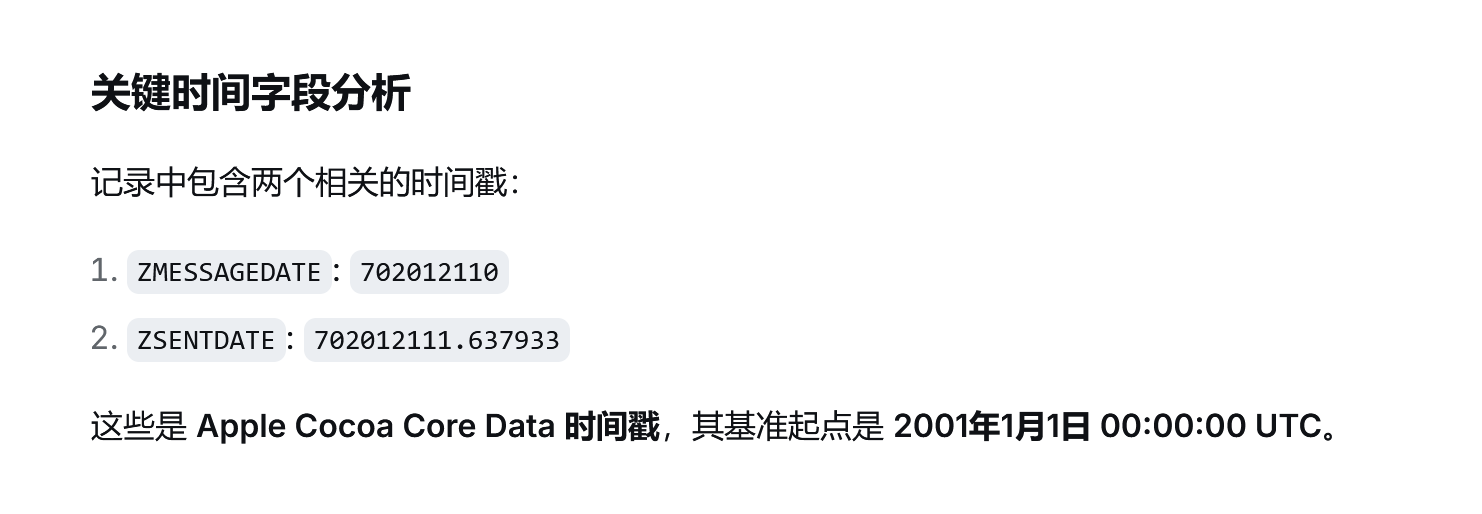 关键时间字段分析
记录中包含两个相关的时间戳：
1. ZMESSAGEDATE: 702012110
2. ZSENTDATE: 702012111.637933
这些是 Apple Cocoa Core Data 时间戳，其基准起点是 2001年1月1日 00:00:00 UTC。